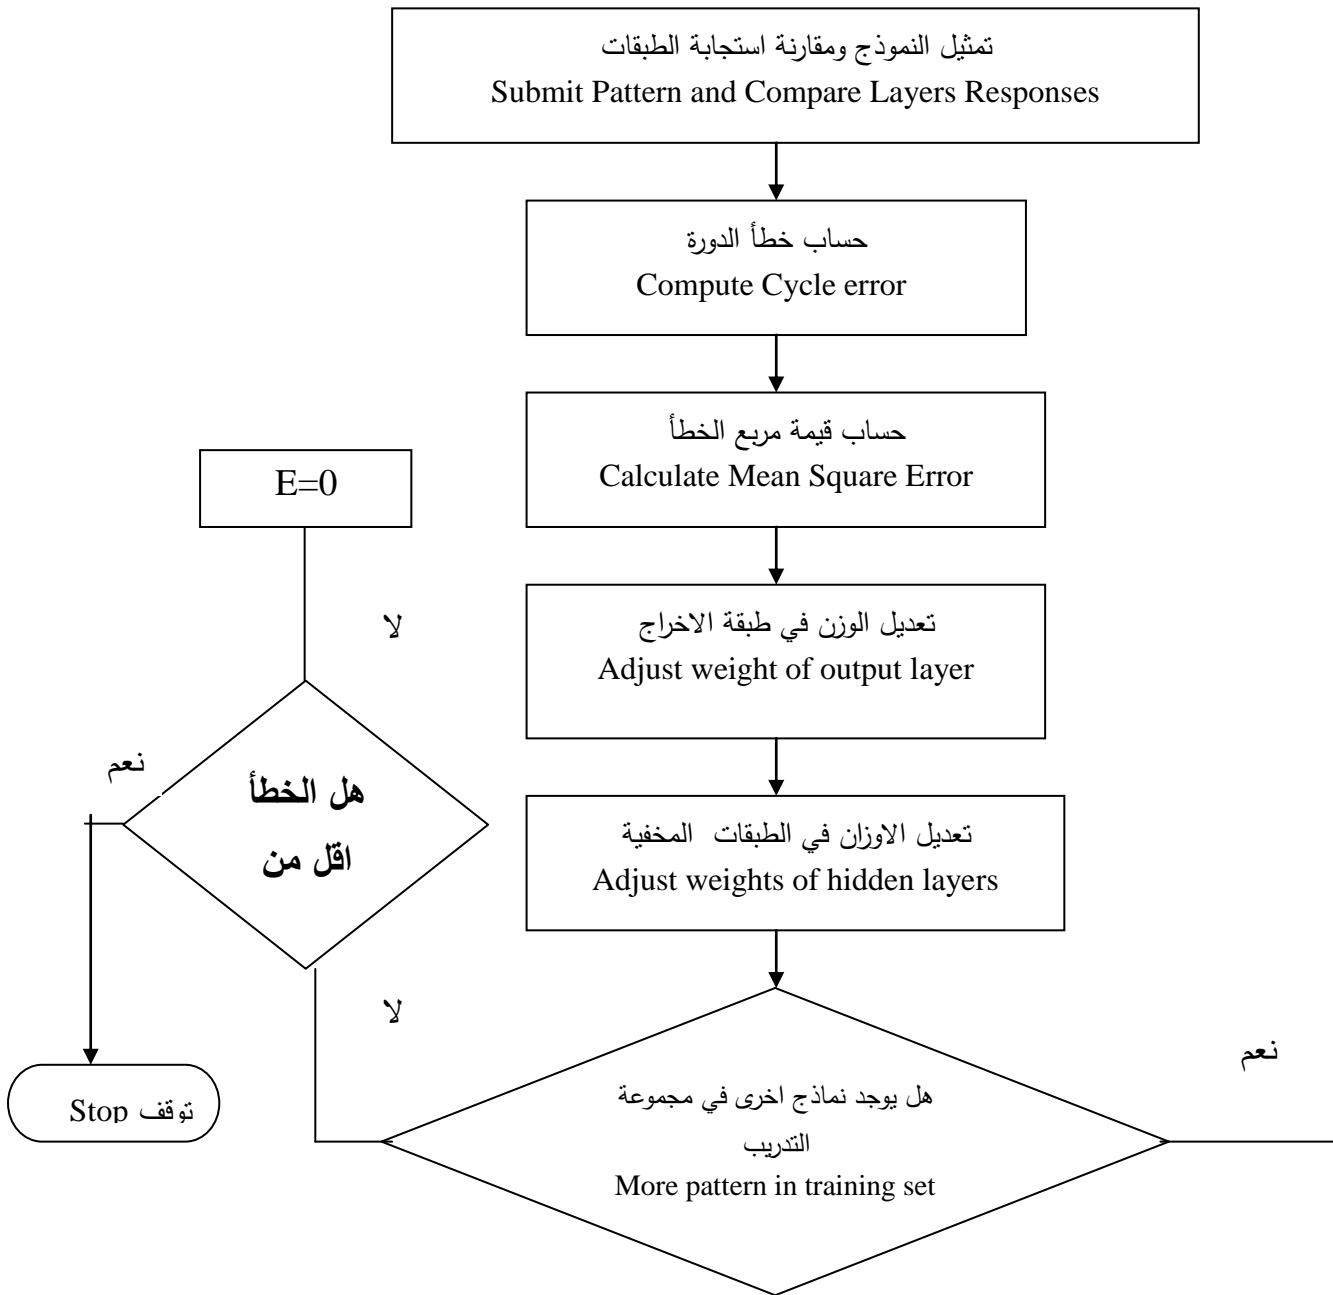 تمثيل النموذج ومقارنة استجابة الطبقات
Submit Pattern and Compare Layers Responses
حساب خطأ الدورة
Compute Cycle error
حساب قيمة مربع الخطأ
Calculate Mean Square Error
E=0
تعديل الوزن في طبقة الاخراج
Adjust weight of output layer
لا
نعم
هل الخطأ
اقل من
تعديل الاوزان في الطبقات المخفية
Adjust weights of hidden layers
لا
نعم
توقف Stop
هل يوجد نماذج اخرى في مجموعة
التدريب
More pattern in training set